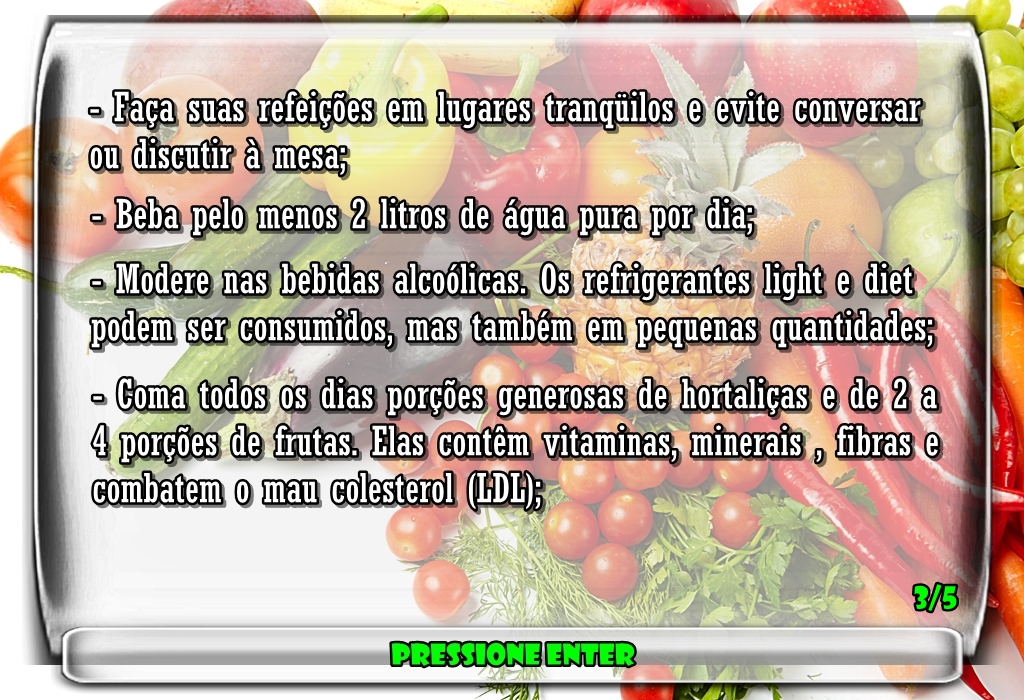 - Faça suas refeições em lugares tranqüilos e evite conversar
ou discutir à mesa;
- Beba pelo menos 2 litros de água pura por dia;
- Modere nas bebidas alcoólicas. Os refrigerantes light e diet
podem ser consumidos, mas também em pequenas quantidades;
- Coma todos os dias porções generosas de hortaliças e de 2 a
4 porções de frutas. Elas contêm vitaminas, minerais , fibras e
combatem o mau colesterol (LDL);
3/5
PRESSIONE ENTER